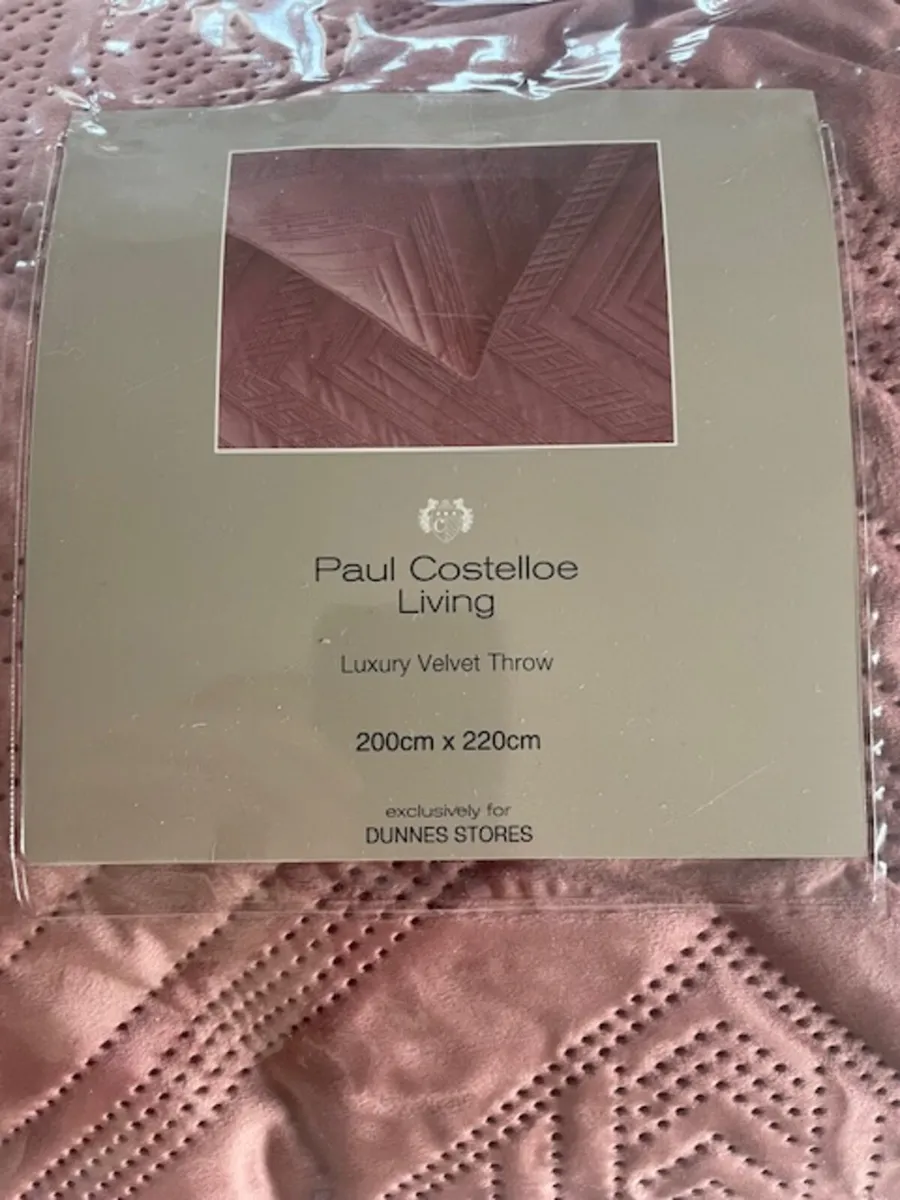 Paul Costelloe
Living
Luxury Velvet Throw
200cm x 220cm
exclusively for
DUNNES STORES